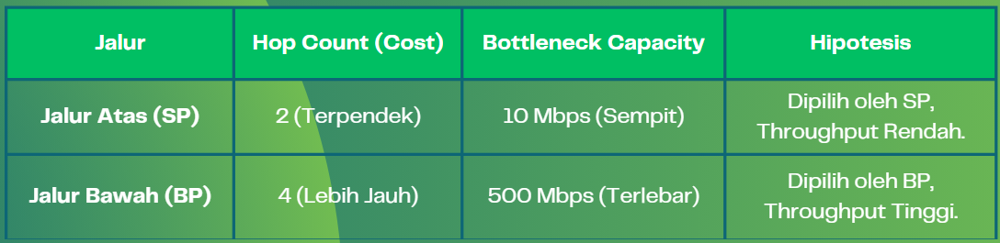 Jalur Hop Count (Cost) Bottleneck Capacity Hipotesis
Jalur Atas (SP) 2 (Terpendek) 10 Mbps (Sempit) Dipilih oleh SP,
Throughput Rendah.
Jalur Bawah (BP) 4 (Lebih Jauh) 500 Mbps (Terlebar) Dipilih oleh BP,
Throughput Tinggi.